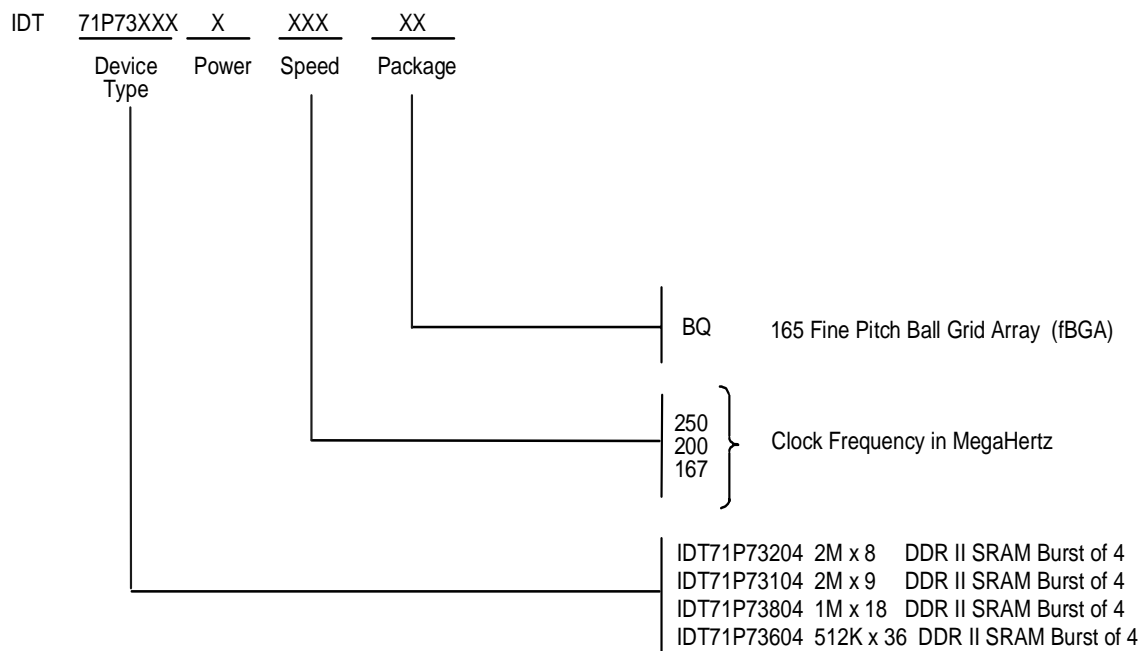 IDT 71P73XXX X XXX XX
Device Type Power Speed Package
BQ 165 Fine Pitch Ball Grid Array (fBGA)
250
200
167
Clock Frequency in MegaHertz
IDT71P73204 2M x 8 DDR II SRAM Burst of 4
IDT71P73104 2M x 9 DDR II SRAM Burst of 4
IDT71P73804 1M x 18 DDR II SRAM Burst of 4
IDT71P73604 512K x 36 DDR II SRAM Burst of 4